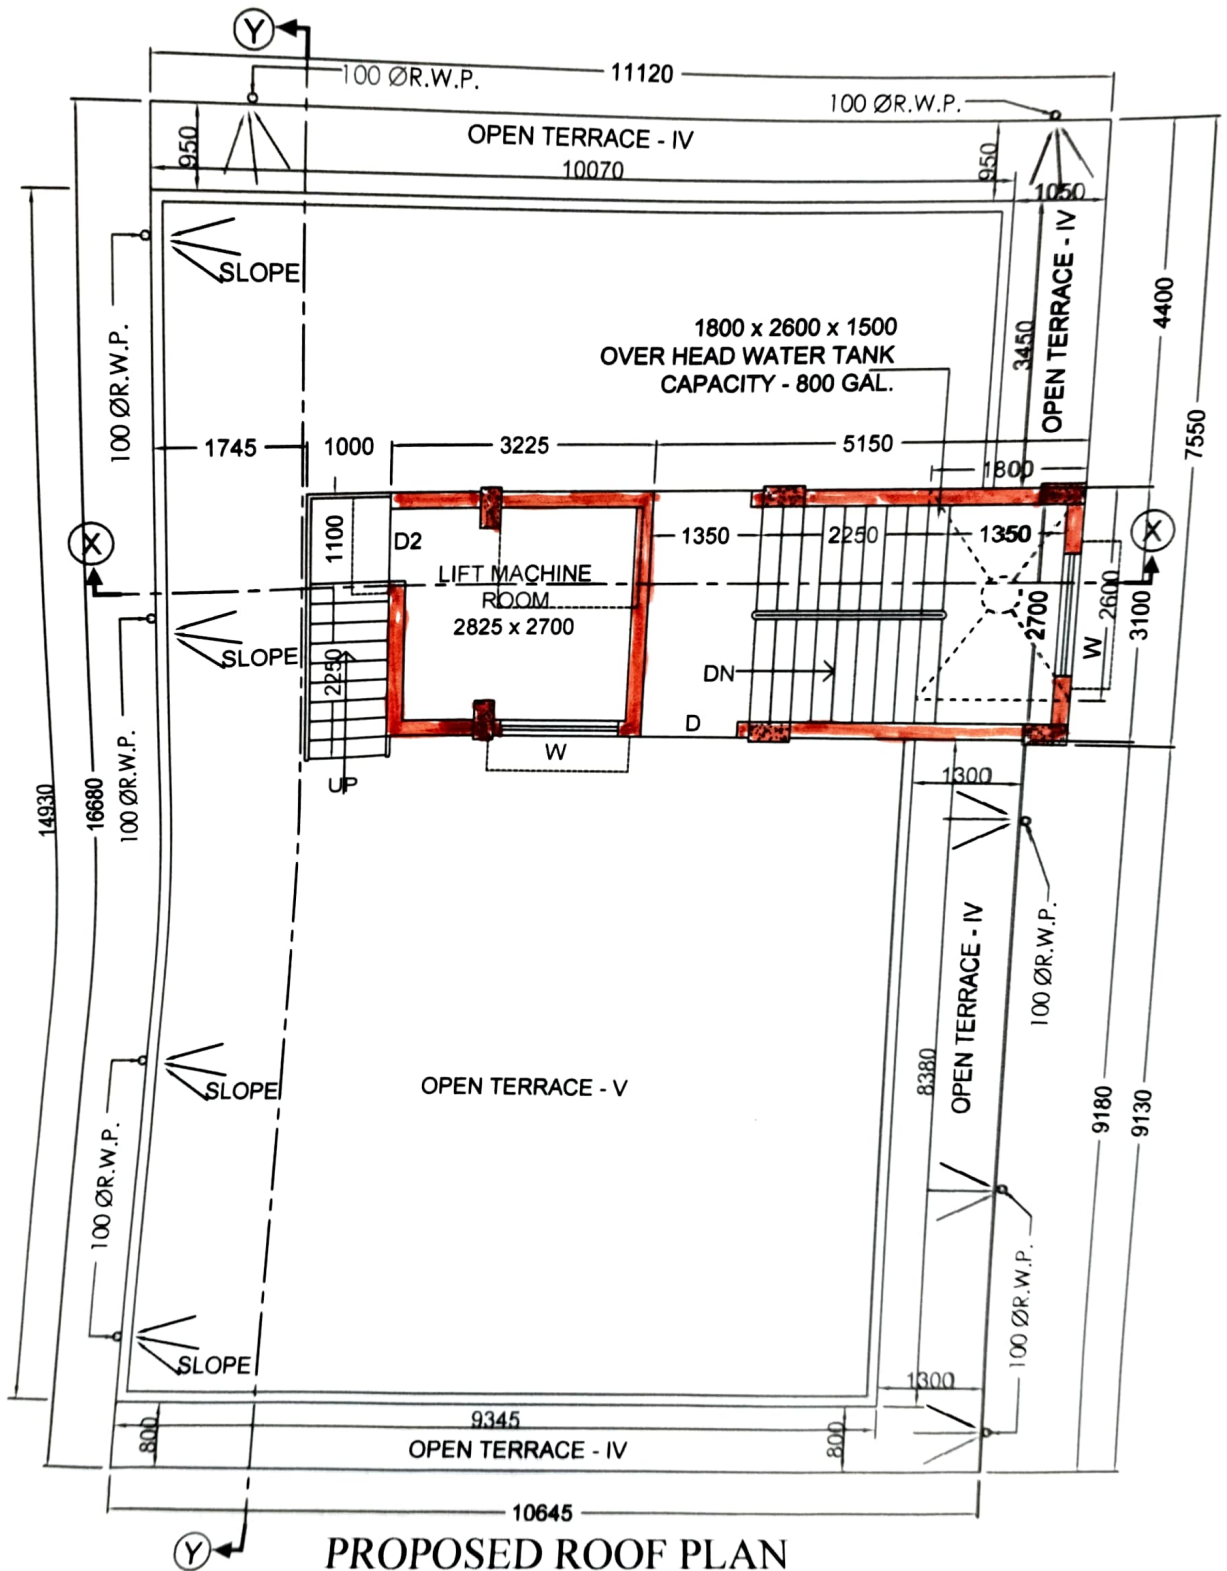 Y
11120
100 ØR.W.P.
100 ØR.W.P.
OPEN TERRACE - IV
950
950
10070
1050
SLOPE
100 ØR.W.P.
OPEN TERRACE - IV
3450
4400
7550
1800 x 2600 x 1500
OVER HEAD WATER TANK
CAPACITY - 800 GAL.
1745
1000
3225
5150
1800
X
1100
D2
1350
2250
1350
X
LIFT MACHINE
ROOM
2825 x 2700
2700
2600
3100
W
SLOPE
2250
DN
D
W
UP
100 ØR.W.P.
14930
16680
1300
100 ØR.W.P.
OPEN TERRACE - IV
8380
9180
9130
SLOPE
OPEN TERRACE - V
100 ØR.W.P.
100 ØR.W.P.
SLOPE
1300
800
9345
800
OPEN TERRACE - IV
10645
Y
PROPOSED ROOF PLAN